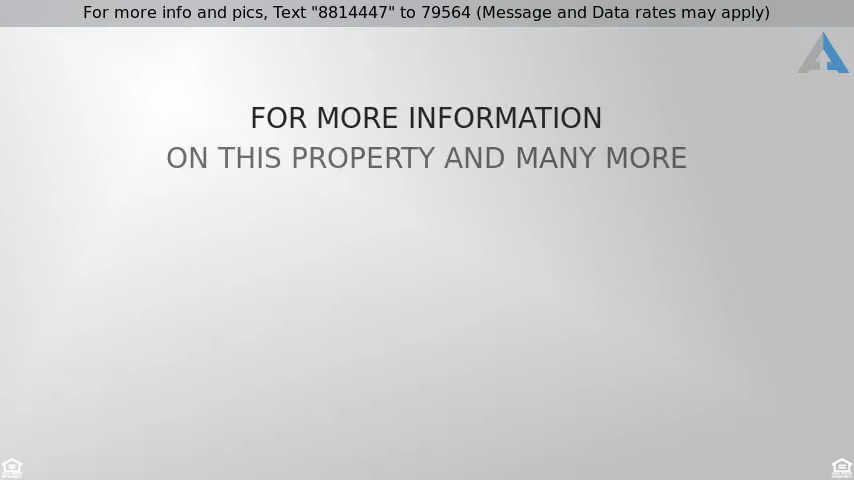 For more info and pics, Text "8814447" to 79564 (Message and Data rates may apply)
FOR MORE INFORMATION
ON THIS PROPERTY AND MANY MORE